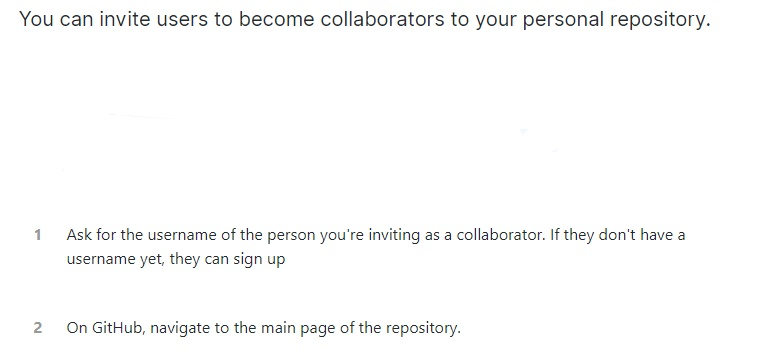 You can invite users to become collaborators to your personal repository.
1 Ask for the username of the person you're inviting as a collaborator. If they don't have a
username yet, they can sign up
2 On GitHub, navigate to the main page of the repository.